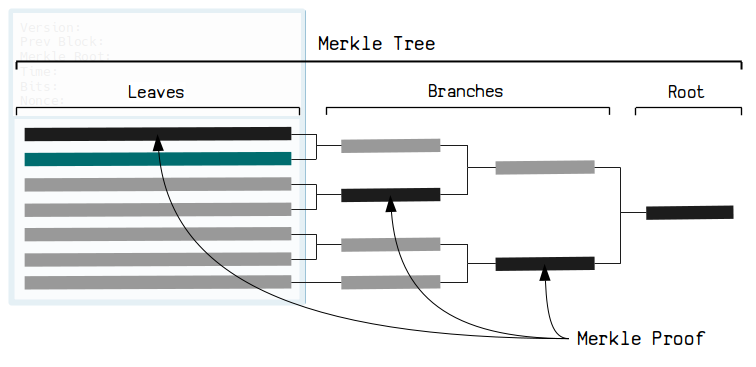 Version:
Prev Block:
Merkle Root:
Time:
Bits:
Nonce:
Merkle Tree
Leaves
Branches
Root
Merkle Proof